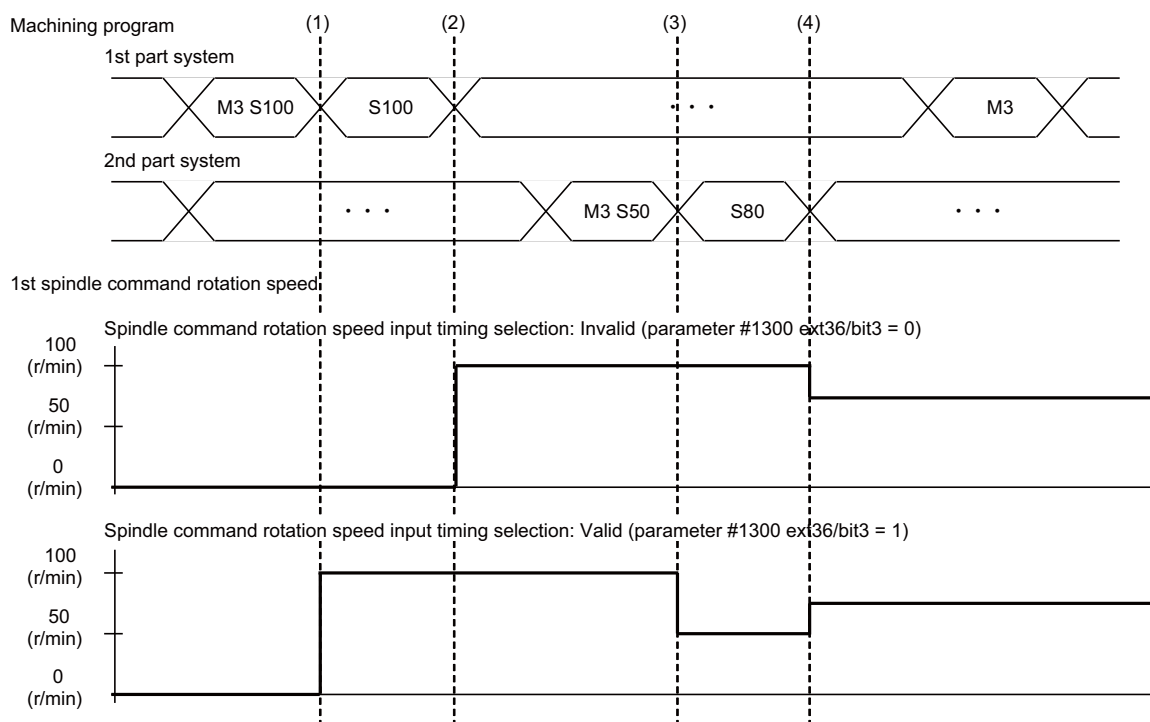 Machining program
(1) (2) (3) (4)
1st part system
M3 S100 S100 ・・・ M3
2nd part system
・・・ M3 S50 S80 ・・・
1st spindle command rotation speed
Spindle command rotation speed input timing selection: Invalid (parameter #1300 ext36/bit3 = 0)
100
(r/min)
50
(r/min)
0
(r/min)
Spindle command rotation speed input timing selection: Valid (parameter #1300 ext36/bit3 = 1)
100
(r/min)
50
(r/min)
0
(r/min)